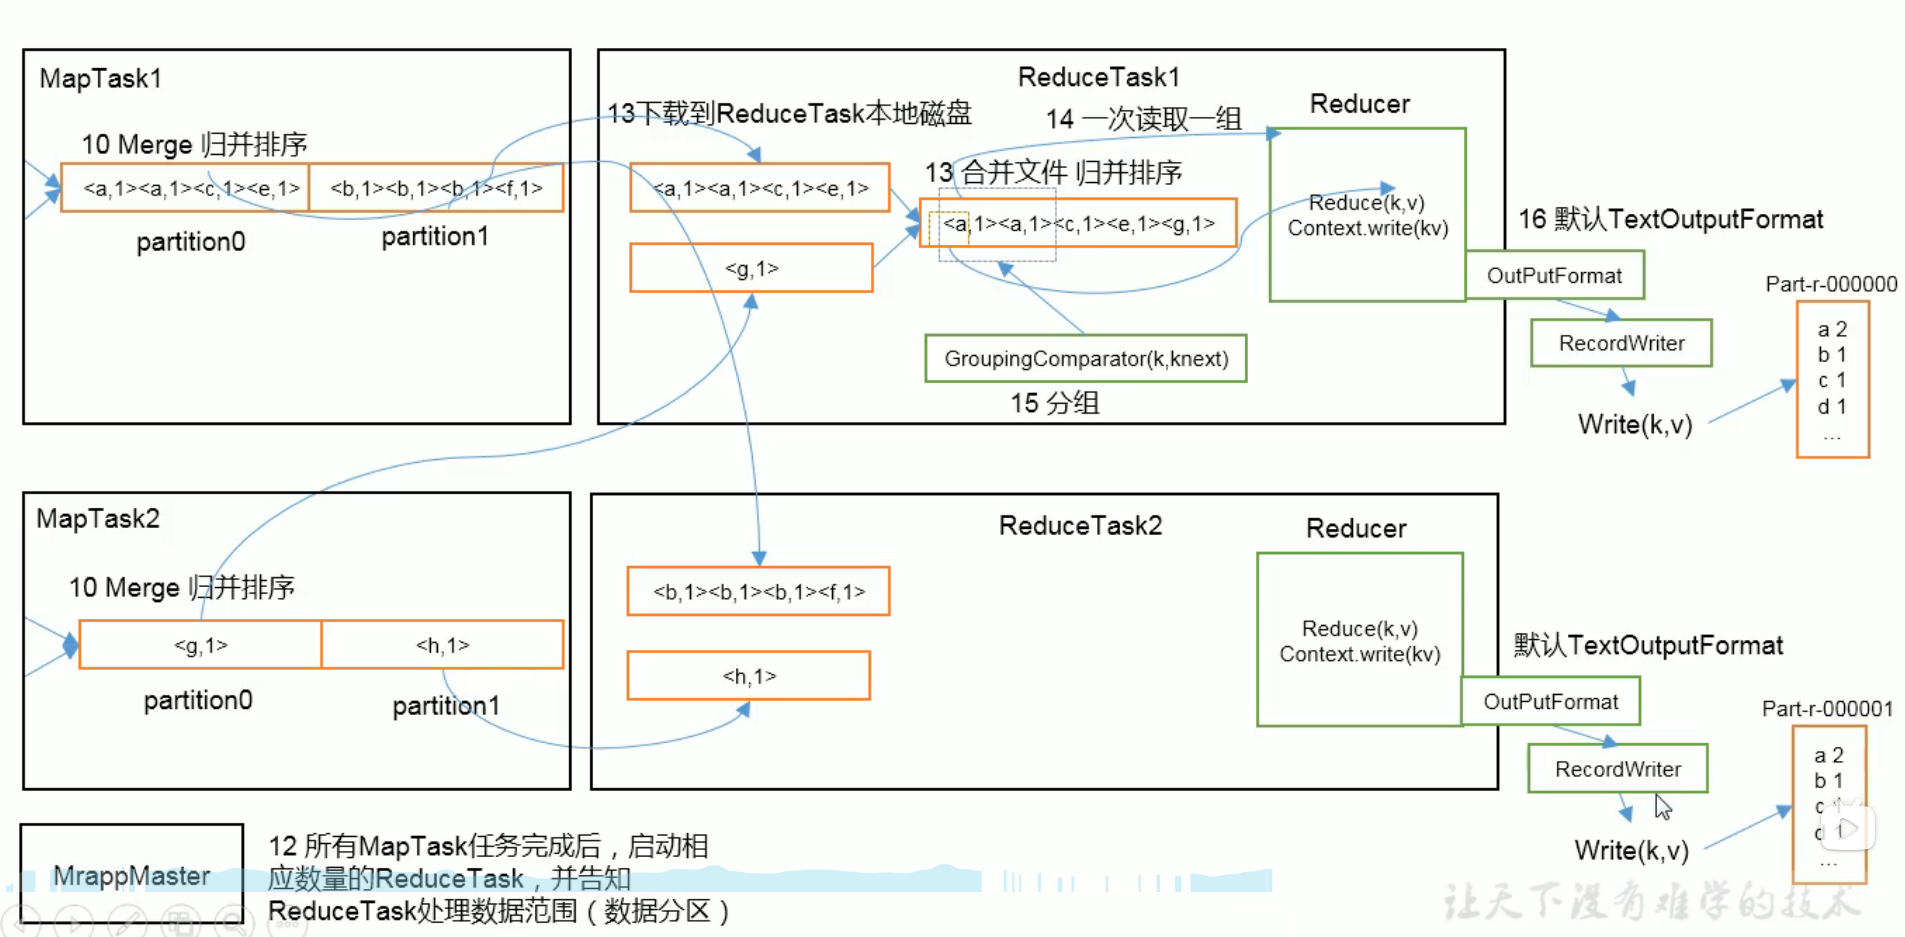 MapTask1
10 Merge 归并排序
<a,1><a,1><c,1><e,1>
<b,1><b,1><b,1><f,1>
partition0
partition1
ReduceTask1
13下载到ReduceTask本地磁盘
14 一次读取一组
Reducer
<a,1><a,1><c,1><e,1>
13 合并文件 归并排序
<a,1><a,1><c,1><e,1><g,1>
<g,1>
Reduce(k,v)
Context.write(kv)
GroupingComparator(k,knext)
15 分组
16 默认TextOutputFormat
OutPutFormat
RecordWriter
Write(k,v)
Part-r-000000
a 2
b 1
c 1
d 1
...
MapTask2
10 Merge 归并排序
<g,1>
<h,1>
partition0
partition1
ReduceTask2
Reducer
<b,1><b,1><b,1><f,1>
<h,1>
Reduce(k,v)
Context.write(kv)
默认TextOutputFormat
OutPutFormat
RecordWriter
Write(k,v)
Part-r-000001
a 2
b 1
c 1
d 1
...
MrappMaster
12 所有MapTask任务完成后，启动相
应数量的ReduceTask，并告知
ReduceTask处理数据范围（数据分区）
让天下没有难学的技术